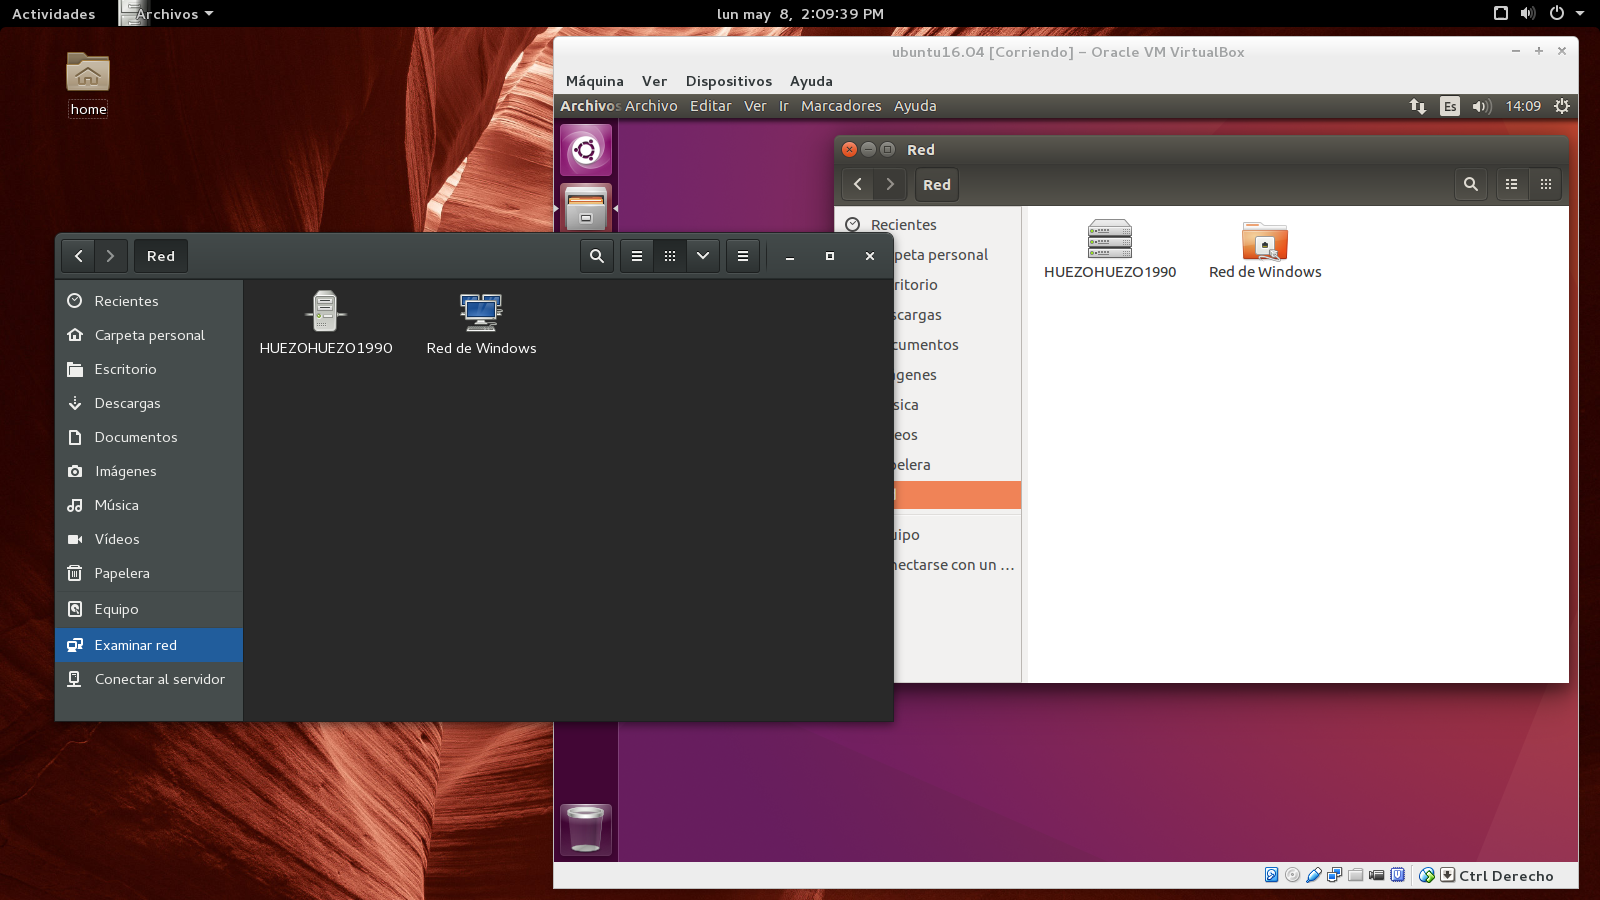 Actividades
Archivos
lun may 8, 2:09:39 PM
home
ubuntu16.04 [Corriendo] – Oracle VM VirtualBox
Máquina Ver Dispositivos Ayuda
Archivos Archivo Editar Ver Ir Marcadores Ayuda
Es
14:09
Red
Red
Recientes
peta personal
ritorio
scargas
cumentos
genes
sica
eos
pelera
uipo
nectarse con un ...
HUEZOHUEZO1990
Red de Windows
Red
Recientes
Carpeta personal
Escritorio
Descargas
Documentos
Imágenes
Música
Vídeos
Papelera
Equipo
Examinar red
Conectar al servidor
HUEZOHUEZO1990
Red de Windows
Ctrl Derecho